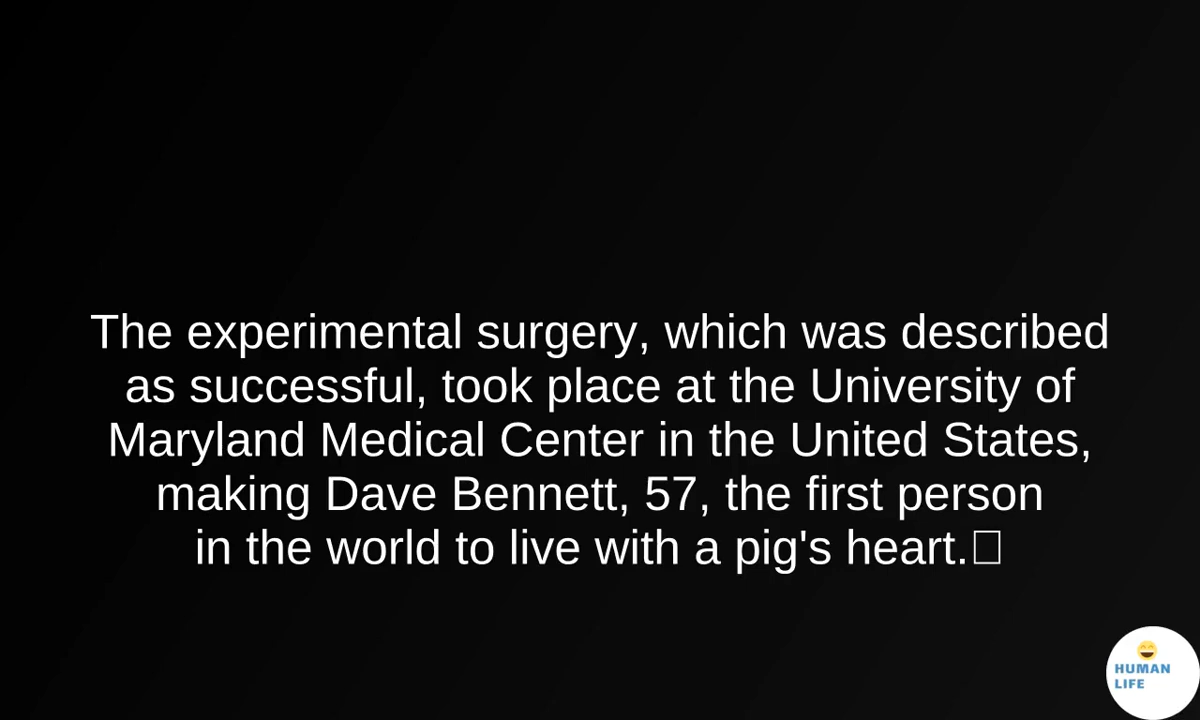 The experimental surgery, which was described
as successful, took place at the University of
Maryland Medical Center in the United States,
making Dave Bennett, 57, the first person
in the world to live with a pig's heart.
HUMAN
LIFE